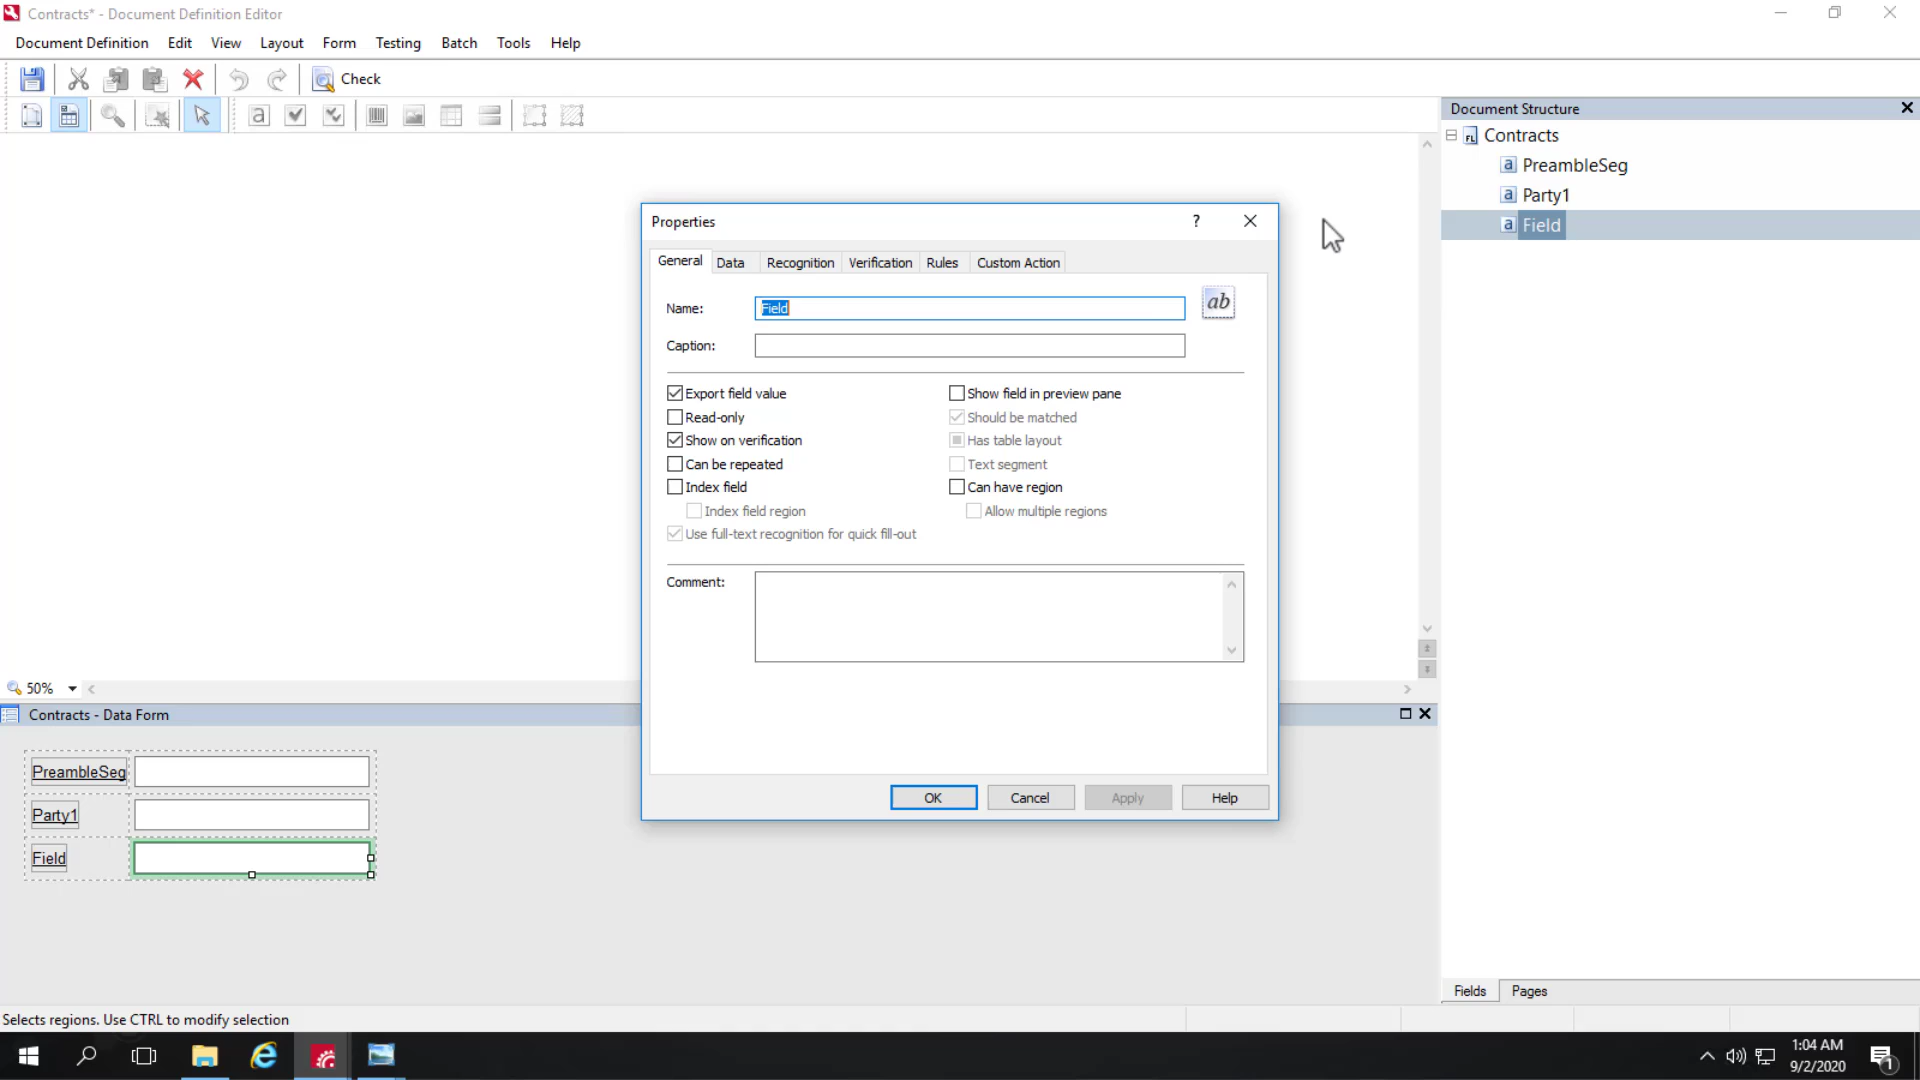 Contracts* - Document Definition Editor
Document Definition Edit View Layout Form Testing Batch Tools Help
Check
a
Document Structure
FL Contracts
a PreambleSeg
a Party1
a Field
Properties ?
General Data Recognition Verification Rules Custom Action
Name: Field ab
Caption:
Export field value
Read-only
Show on verification
Can be repeated
Index field
Index field region
Use full-text recognition for quick fill-out
Show field in preview pane
Should be matched
Has table layout
Text segment
Can have region
Allow multiple regions
Comment:
OK Cancel Apply Help
50%
Contracts - Data Form
PreambleSeg
Party1
Field
Fields Pages
Selects regions. Use CTRL to modify selection
1:04 AM
9/2/2020
1